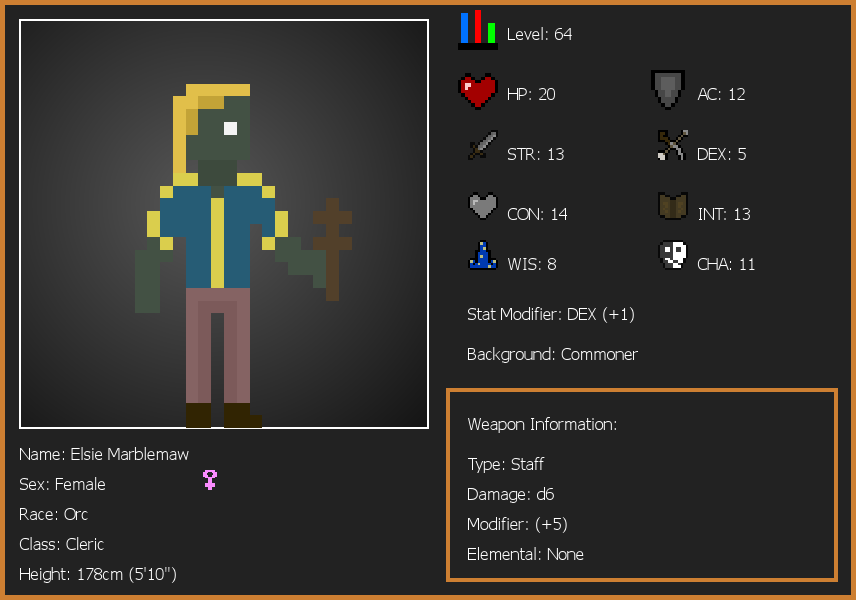 Level: 64
HP: 20
AC: 12
STR: 13
DEX: 5
CON: 14
INT: 13
WIS: 8
CHA: 11
Stat Modifier: DEX (+1)
Background: Commoner
Weapon Information:
Type: Staff
Damage: d6
Modifier: (+5)
Elemental: None
Name: Elsie Marblemaw
Sex: Female
Race: Orc
Class: Cleric
Height: 178cm (5'10")